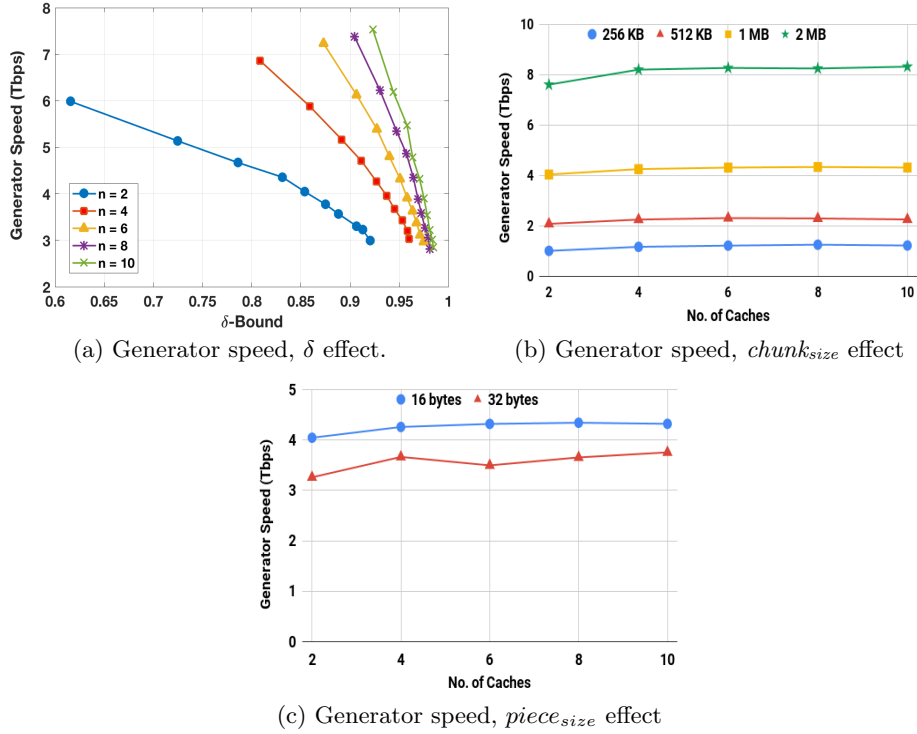 8
7
6
5
4
3
2
Generator Speed (Tbps)
n = 2
n = 4
n = 6
n = 8
n = 10
0.6 0.65 0.7 0.75 0.8 0.85 0.9 0.95 1
δ-Bound
(a) Generator speed, δ effect.
256 KB 512 KB 1 MB 2 MB
10
8
6
4
2
0
Generator Speed (Tbps)
2 4 6 8 10
No. of Caches
(b) Generator speed, chunksize effect
16 bytes 32 bytes
5
4
3
2
1
0
Generator Speed (Tbps)
2 4 6 8 10
No. of Caches
(c) Generator speed, piecesize effect